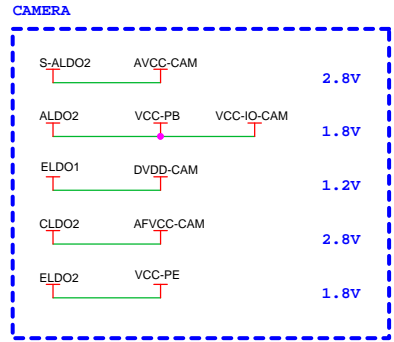 CAMERA
S-ALDO2 AVCC-CAM 2.8V
ALDO2 VCC-PB VCC-IO-CAM 1.8V
ELDO1 DVDD-CAM 1.2V
CLDO2 AFVCC-CAM 2.8V
ELDO2 VCC-PE 1.8V